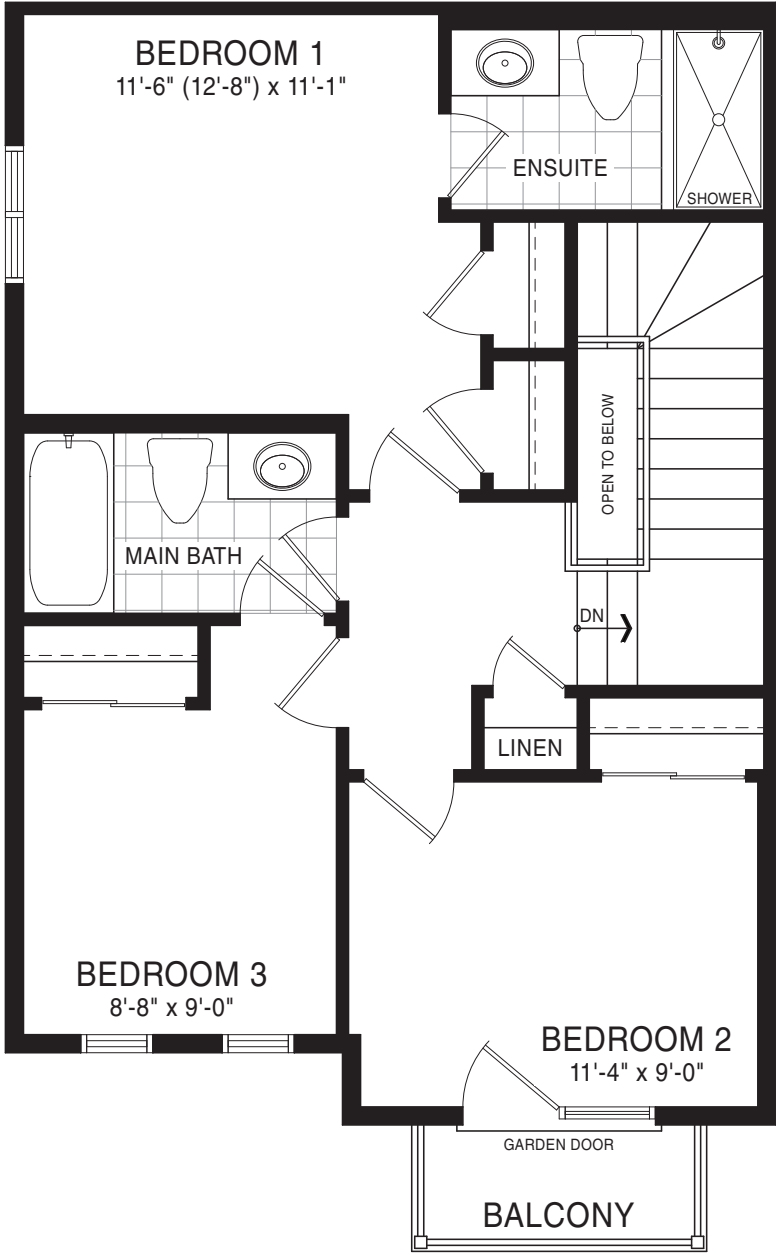 BEDROOM 1
11'-6" (12'-8") x 11'-1"
ENSUITE
SHOWER
OPEN TO BELOW
MAIN BATH
DN
LINEN
BEDROOM 3
8'-8" x 9'-0"
BEDROOM 2
11'-4" x 9'-0"
GARDEN DOOR
BALCONY